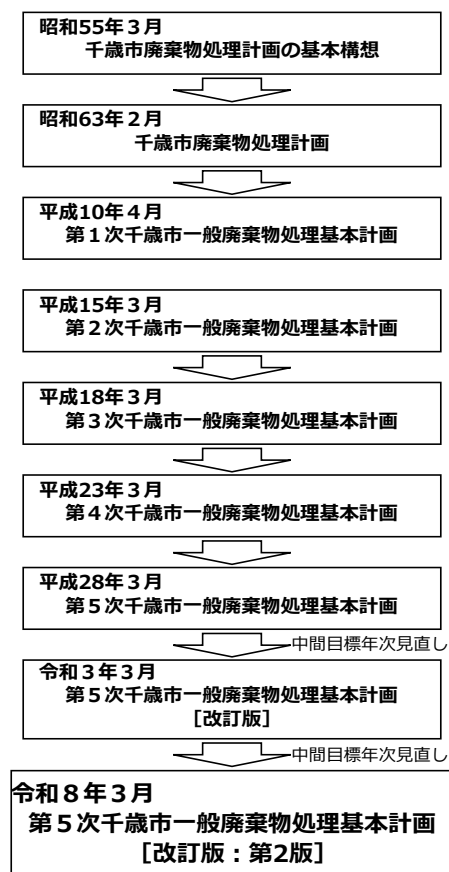 昭和55年３月
千歳市廃棄物処理計画の基本構想
昭和63年２月
千歳市廃棄物処理計画
平成10年４月
第１次千歳市一般廃棄物処理基本計画
平成15年３月
第２次千歳市一般廃棄物処理基本計画
平成18年３月
第３次千歳市一般廃棄物処理基本計画
平成23年３月
第４次千歳市一般廃棄物処理基本計画
平成28年３月
第５次千歳市一般廃棄物処理基本計画
中間目標年次見直し
令和３年３月
第５次千歳市一般廃棄物処理基本計画
［改訂版］
中間目標年次見直し
令和８年３月
第５次千歳市一般廃棄物処理基本計画
［改訂版：第2版］